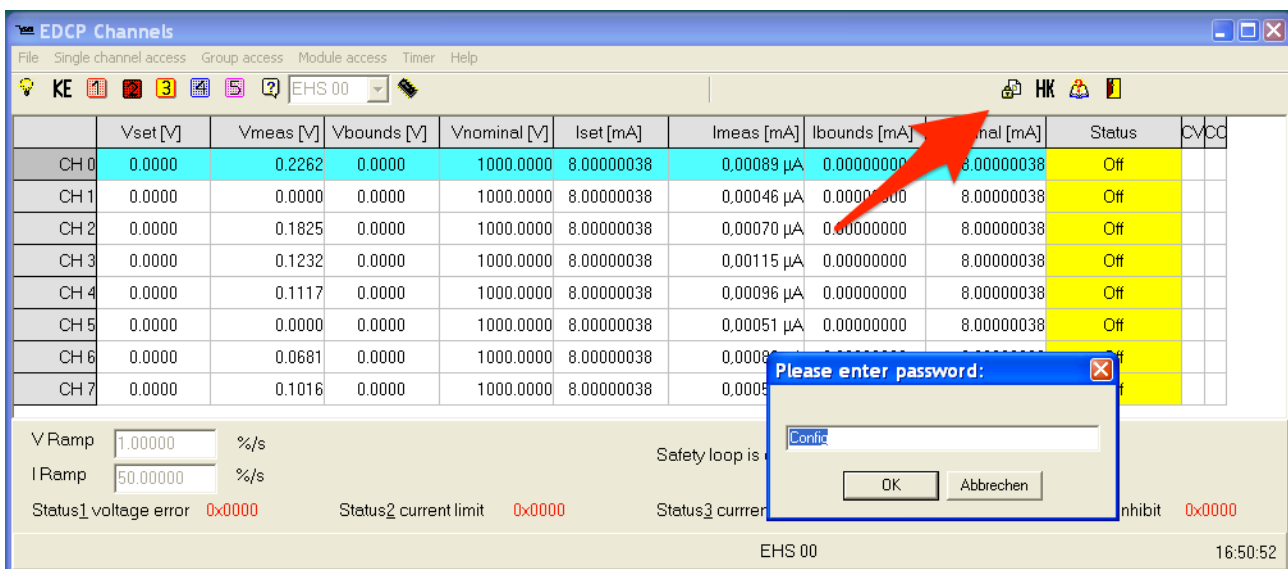 EDCP Channels
File Single channel access Group access Module access Timer Help
KE 1 2 3 4 5 ? EHS 00 HK
Vset [V] Vmeas [V] Vbounds [V] Vnominal [V] Iset [mA] Imeas [mA] Ibounds [mA] nal [mA] Status CV CC
CH 0 0.0000 0.2262 0.0000 1000.0000 8.00000038 0,00089 µA 0.00000000 8.00000038 Off
CH 1 0.0000 0.0000 0.0000 1000.0000 8.00000038 0,00046 µA 8.00000038 Off
CH 2 0.0000 0.1825 0.0000 1000.0000 8.00000038 0,00070 µA 0.00000000 8.00000038 Off
CH 3 0.0000 0.1232 0.0000 1000.0000 8.00000038 0,00115 µA 0.00000000 8.00000038 Off
CH 4 0.0000 0.1117 0.0000 1000.0000 8.00000038 0,00096 µA 0.00000000 8.00000038 Off
CH 5 0.0000 0.0000 0.0000 1000.0000 8.00000038 0,00051 µA 0.00000000 8.00000038 Off
CH 6 0.0000 0.0681 0.0000 1000.0000 8.00000038
CH 7 0.0000 0.1016 0.0000 1000.0000 8.00000038
Please enter password:
Config
OK Abbrechen
V Ramp 1.00000 %/s
I Ramp 50.00000 %/s
Safety loop is
Status1 voltage error 0x0000 Status2 current limit 0x0000 Status3 currren nhibit 0x0000
EHS 00 16:50:52